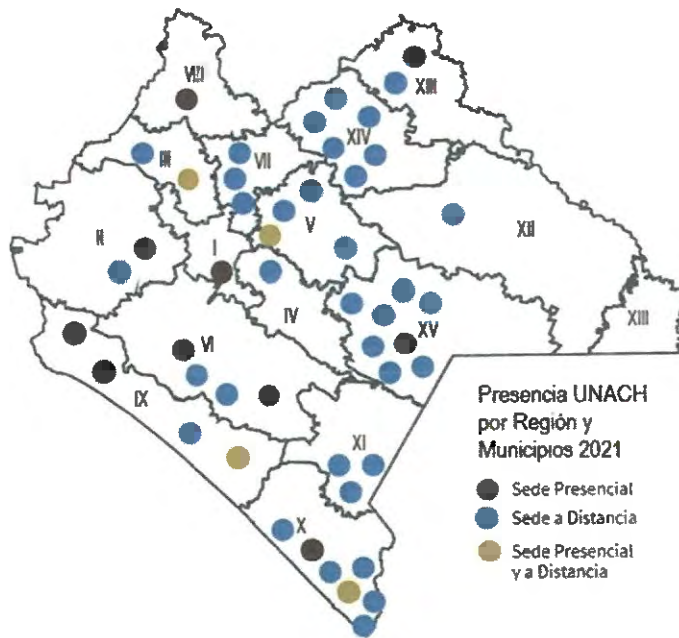 VIII
XIII
XIV
III
VII
V
XII
II
I
IV
XV
XIII
VI
IX
XI
X
Presencia UNACH
por Región y
Municipios 2021
Sede Presencial
Sede a Distancia
Sede Presencial
y a Distancia